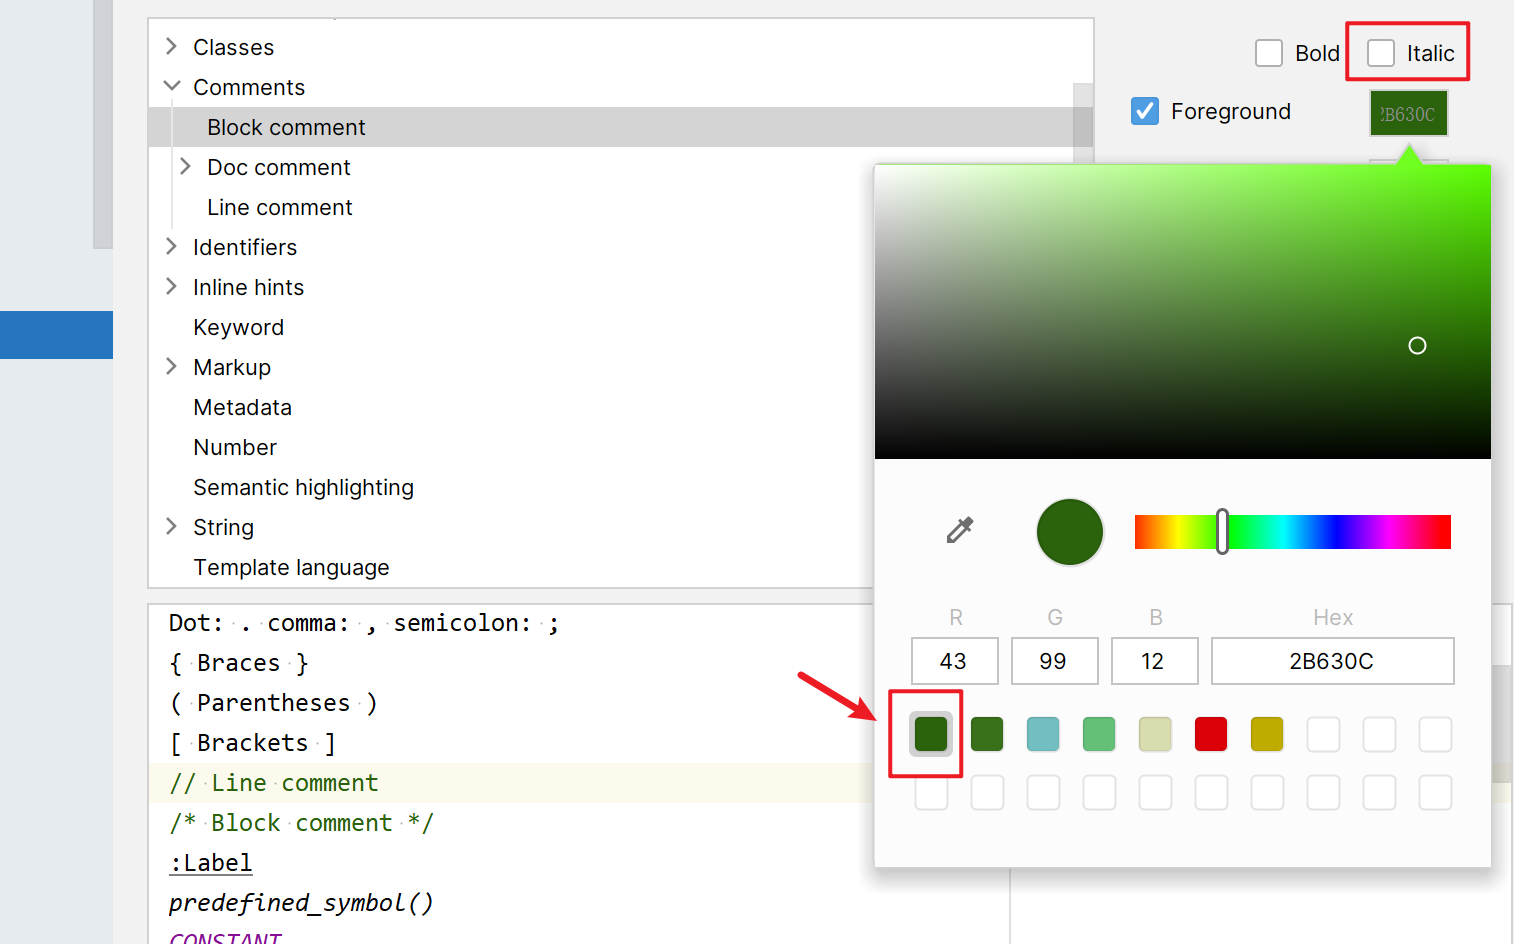 Classes
Comments
Block comment
Doc comment
Line comment
Identifiers
Inline hints
Keyword
Markup
Metadata
Number
Semantic highlighting
String
Template language
Bold
Italic
Foreground
2B630C
R G B Hex
43 99 12 2B630C
Dot: . comma: , semicolon: ;
{ Braces }
( Parentheses )
[ Brackets ]
// Line comment
/* Block comment */
:Label
predefined_symbol()
CONSTANT